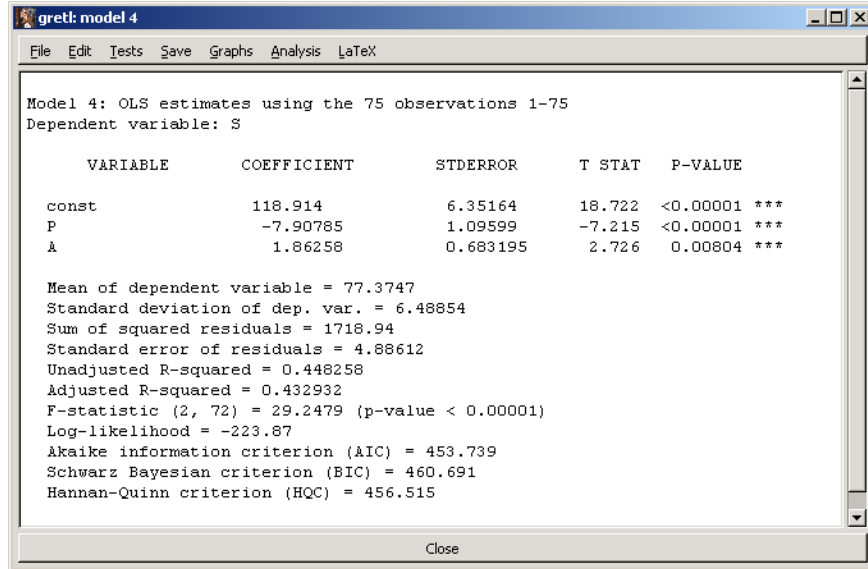 gretl: model 4
File Edit Tests Save Graphs Analysis LaTeX
Model 4: OLS estimates using the 75 observations 1-75
Dependent variable: S
VARIABLE COEFFICIENT STDERROR T STAT P-VALUE
const 118.914 6.35164 18.722 <0.00001 ***
P -7.90785 1.09599 -7.215 <0.00001 ***
A 1.86258 0.683195 2.726 0.00804 ***
Mean of dependent variable = 77.3747
Standard deviation of dep. var. = 6.48854
Sum of squared residuals = 1718.94
Standard error of residuals = 4.88612
Unadjusted R-squared = 0.448258
Adjusted R-squared = 0.432932
F-statistic (2, 72) = 29.2479 (p-value < 0.00001)
Log-likelihood = -223.87
Akaike information criterion (AIC) = 453.739
Schwarz Bayesian criterion (BIC) = 460.691
Hannan-Quinn criterion (HQC) = 456.515
Close